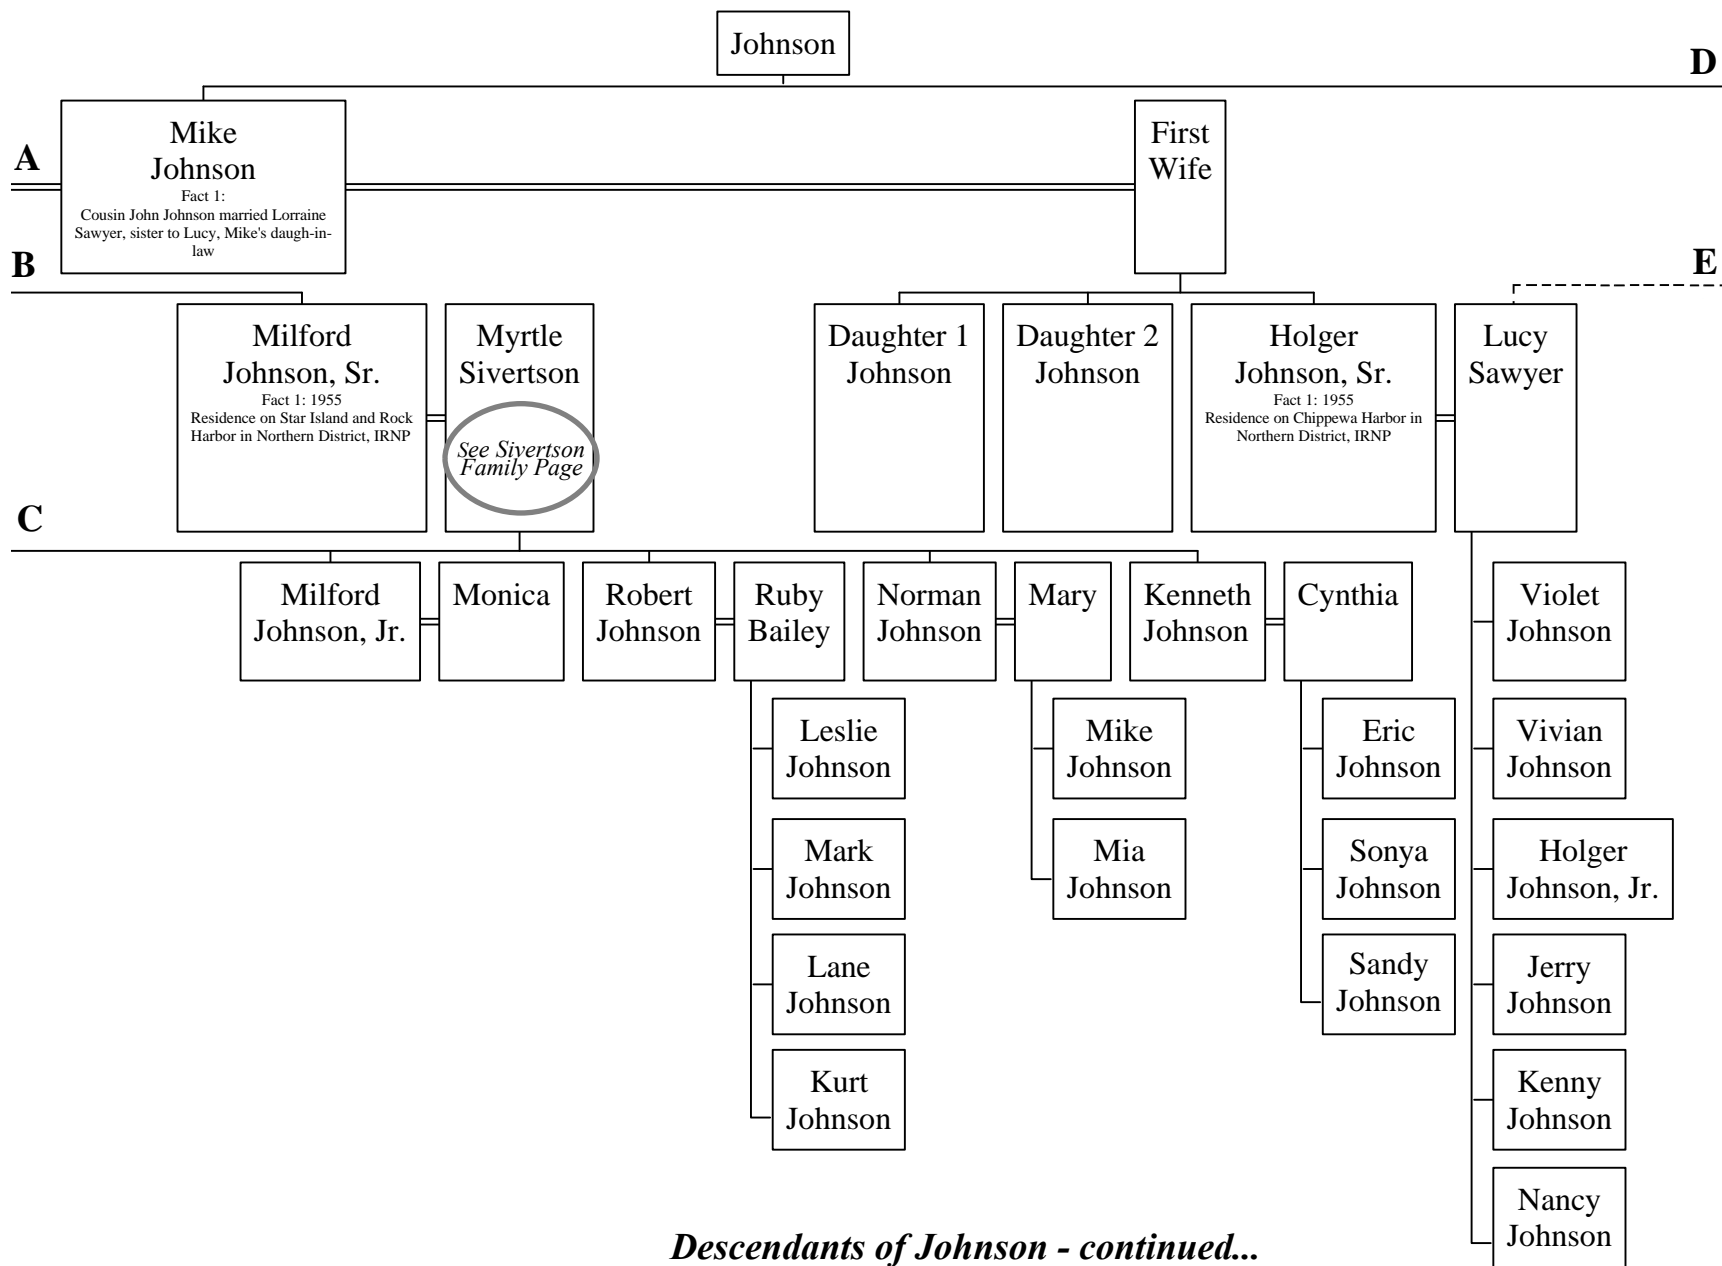 Johnson
D
A
Mike
Johnson
Fact 1:
Cousin John Johnson married Lorraine
Sawyer, sister to Lucy, Mike's daugh-in-
law
First
Wife
B
E
Milford
Johnson, Sr.
Fact 1: 1955
Residence on Star Island and Rock
Harbor in Northern District, IRNP
Myrtle
Sivertson
See Sivertson
Family Page
Daughter 1
Johnson
Daughter 2
Johnson
Holger
Johnson, Sr.
Fact 1: 1955
Residence on Chippewa Harbor in
Northern District, IRNP
Lucy
Sawyer
C
Milford
Johnson, Jr.
Monica
Robert
Johnson
Ruby
Bailey
Norman
Johnson
Mary
Kenneth
Johnson
Cynthia
Violet
Johnson
Leslie
Johnson
Mike
Johnson
Eric
Johnson
Vivian
Johnson
Mark
Johnson
Mia
Johnson
Sonya
Johnson
Holger
Johnson, Jr.
Lane
Johnson
Sandy
Johnson
Jerry
Johnson
Kurt
Johnson
Kenny
Johnson
Nancy
Johnson
Descendants of Johnson - continued...